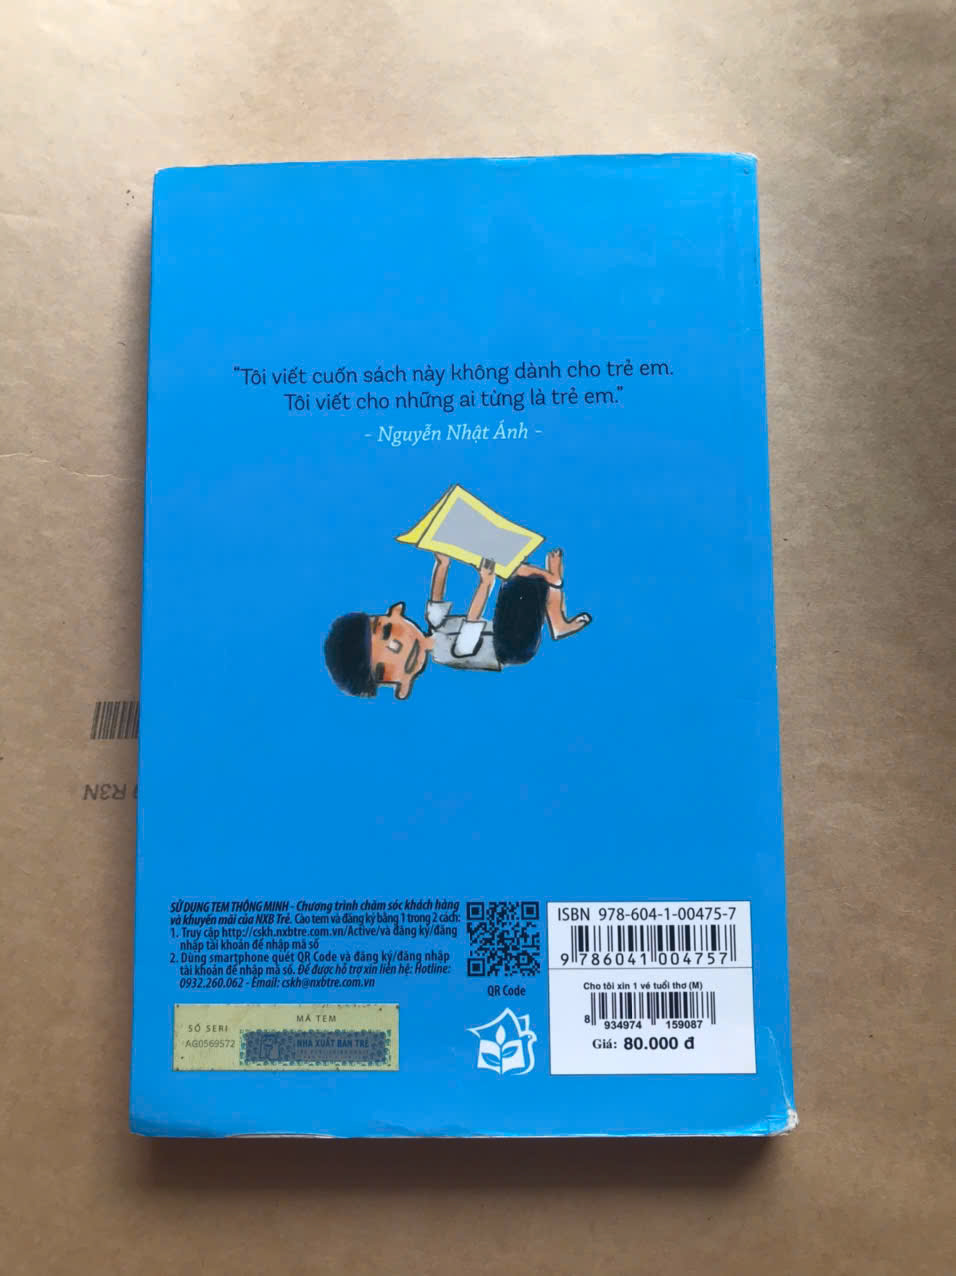 “Tôi viết cuốn sách này không dành cho trẻ em.
Tôi viết cho những ai từng là trẻ em.”
- Nguyễn Nhật Ánh -
SỬ DỤNG TEM THÔNG MINH - Chương trình chăm sóc khách hàng
và khuyến mãi của NXB Trẻ. Cào tem và đăng ký bằng 1 trong 2 cách:
1. Truy cập http://cskh.nxbtre.com.vn/Active/và đăng ký/đăng
nhập tài khoản để nhập mã số
2. Dùng smartphone quét QR Code và đăng ký/đăng nhập
tài khoản để nhập mã số. Để được hỗ trợ xin liên hệ: Hotline:
0932.260.062 - Email: cskh@nxbtre.com.vn
QR Code
MÃ TEM
SỐ SERI
AG0569572
NHÀ XUẤT BẢN TRẺ
ISBN 978-604-1-00475-7
9 786041 004757
Cho tôi xin 1 vé tuổi thơ (M)
8 934974 159087
Giá: 80.000 đ
R3N